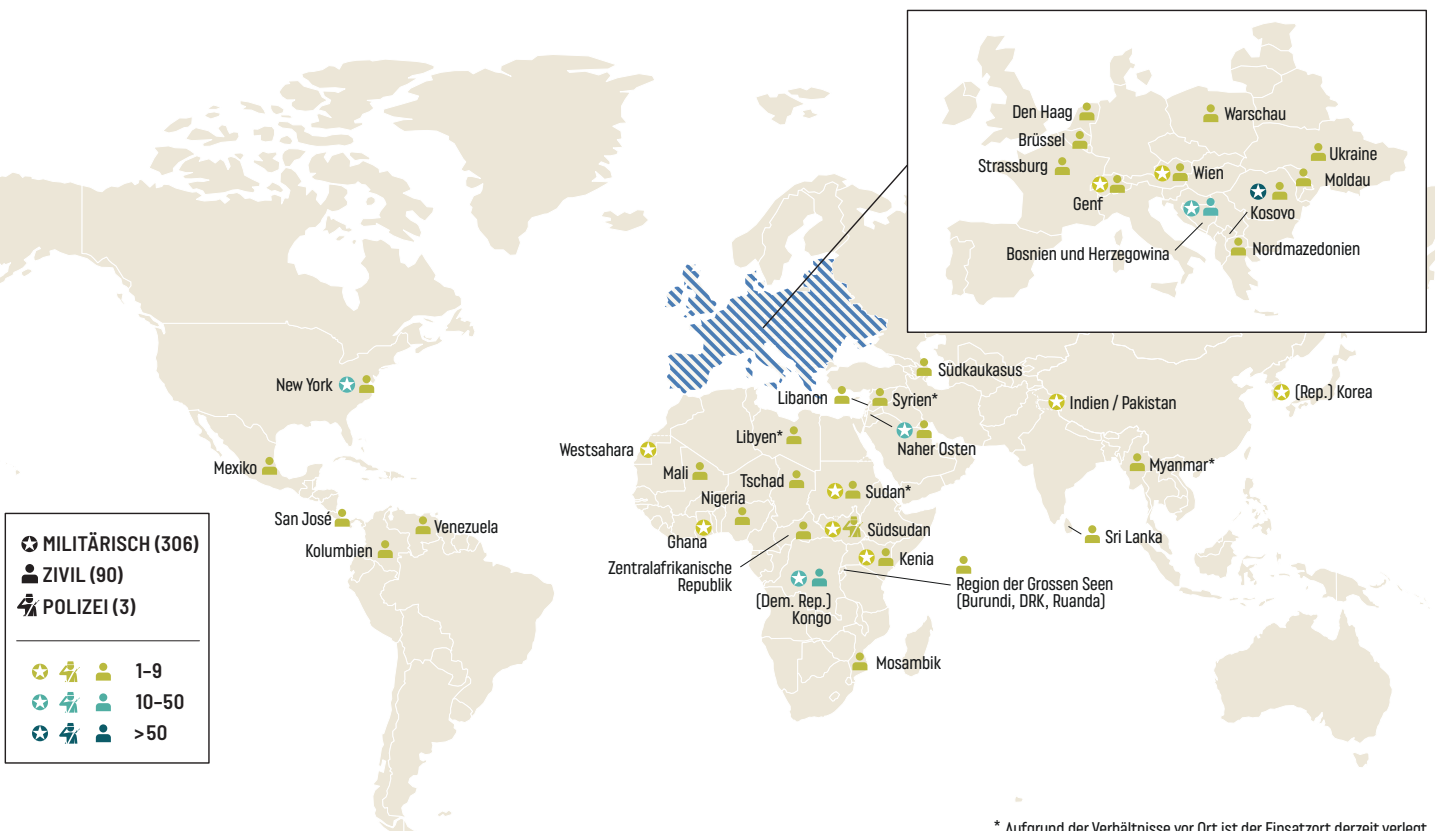 Den Haag
Warschau
Brüssel
Strassburg
Ukraine
Wien
Moldau
Genf
Kosovo
Bosnien und Herzegowina
Nordmazedonien
New York
Südkaukasus
Libanon
Syrien*
Indien / Pakistan
(Rep.) Korea
Westsahara
Libyen*
Naher Osten
Mexiko
Mali
Tschad
Sudan*
Myanmar*
Nigeria
San José
Venezuela
Kolumbien
Ghana
Südsudan
Sri Lanka
Zentralafrikanische
Republik
Kenia
Region der Grossen Seen
(Burundi, DRK, Ruanda)
(Dem. Rep.)
Kongo
Mosambik
MILITÄRISCH (306)
ZIVIL (90)
POLIZEI (3)
1–9
10–50
>50
* Aufgrund der Verhältnisse vor Ort ist der Einsatzort derzeit verlegt